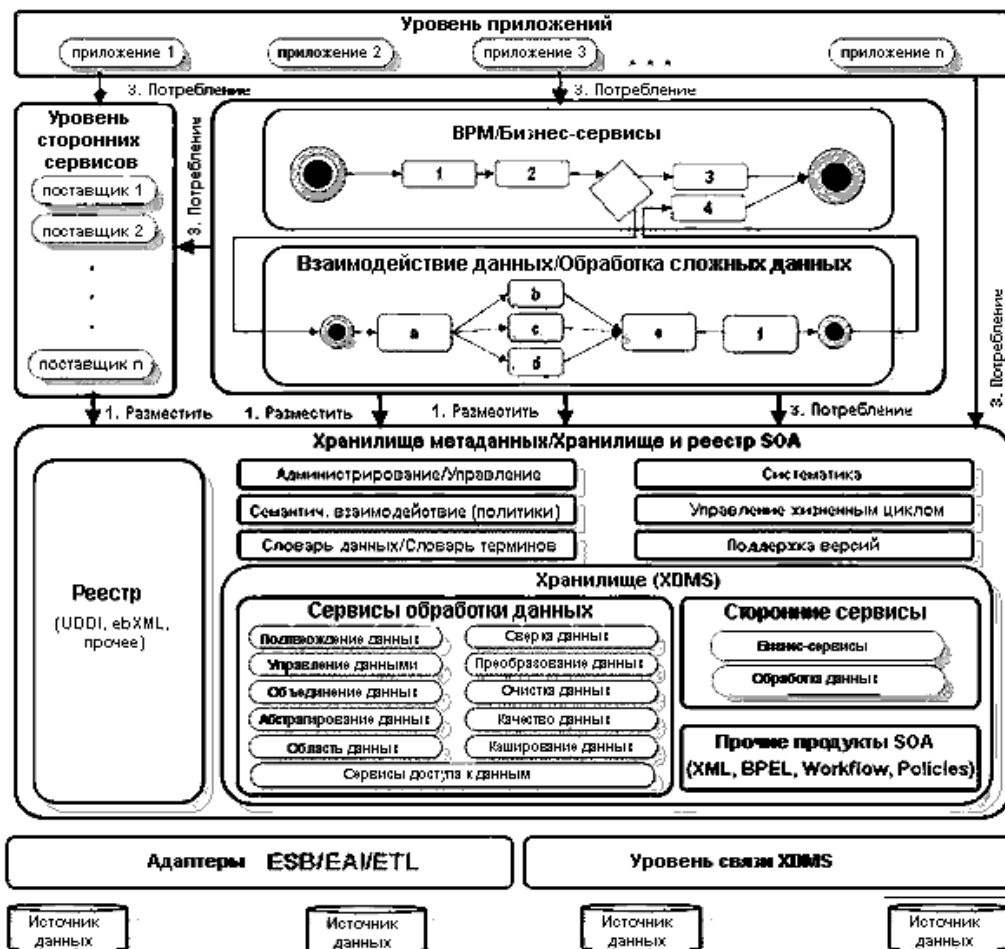 Уровень приложений
приложение 1
приложение 2
приложение 3
. . .
приложение n
3. Потребление
3. Потребление
Уровень
сторонних
сервисов
поставщик 1
поставщик 2
.
.
.
поставщик n
3. Потребление
BPM/Бизнес-сервисы
1
2
3
4
Взаимодействие данных/Обработка сложных данных
a
b
c
d
e
f
3. Потребление
1. Разместить
1. Разместить
1. Разместить
3. Потребление
Хранилище метаданных/Хранилище и реестр SOA
Реестр
(UDDI, ebXML,
прочее)
Администрирование/Управление
Систематика
Семантич. взаимодействие (политики)
Управление жизненным циклом
Словарь данных/Словарь терминов
Поддержка версий
Хранилище (XDMS)
Сервисы обработки данных
Подтверждение данных
Сверка данных
Управление данными
Преобразование данных
Объединение данных
Очистка данных
Абстрагирование данных
Качество данных
Область данных
Каширование данных
Сервисы доступа к данным
Сторонние сервисы
Бизнес-сервисы
Обработка данных
Прочие продукты SOA
(XML, BPEL, Workflow, Policies)
Адаптеры ESB/EAI/ETL
Уровень связи XDMS
Источник
данных
Источник
данных
Источник
данных
Источник
данных